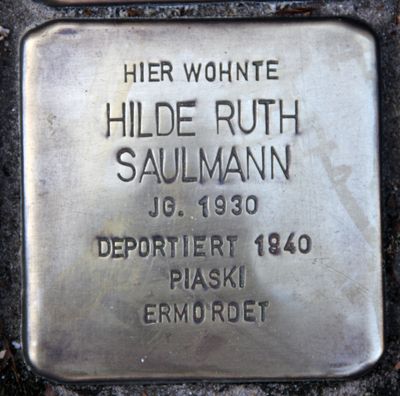 HIER WOHNTE
HILDE RUTH
SAULMANN
JG. 1930
DEPORTIERT 1940
PIASKI
ERMORDET